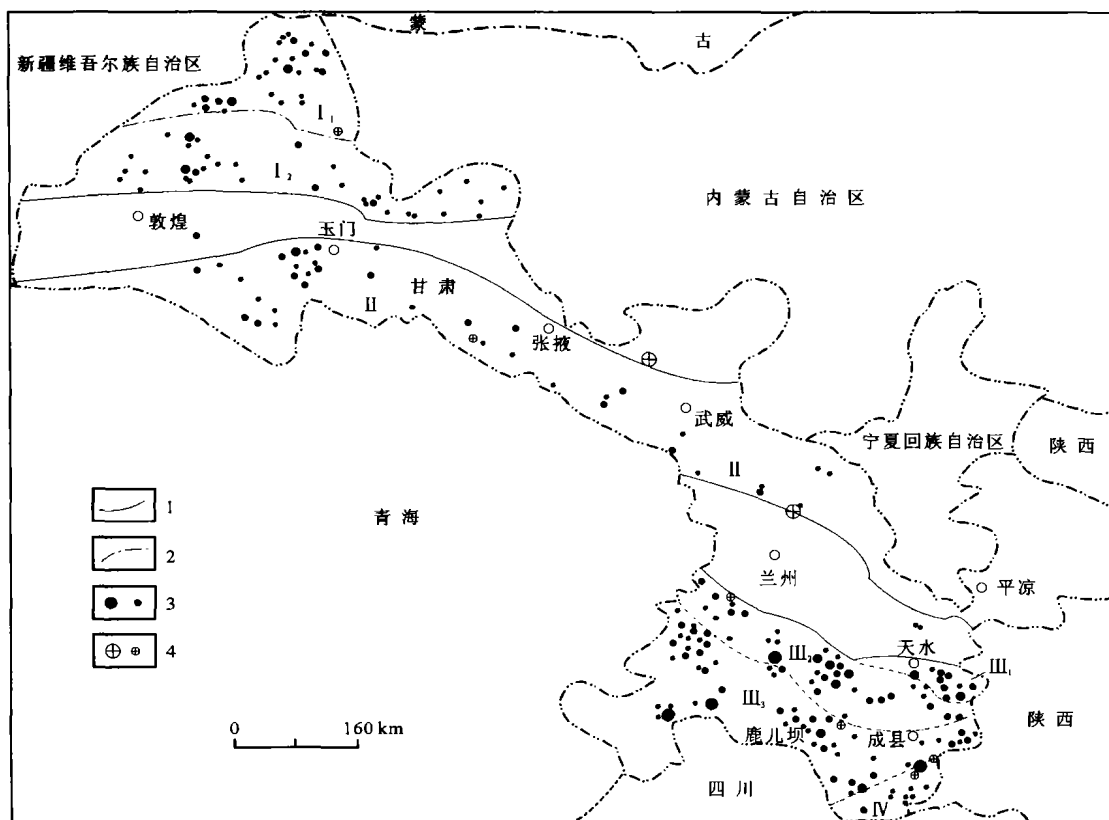 蒙
古
新疆维吾尔族自治区
I₁
I₂
内蒙古自治区
敦煌
玉门
甘肃
II
张掖
武威
宁夏回族自治区
陕西
II
青海
1
2
3
4
兰州
平凉
天水
III₁
III₂
III₃
0 160 km
鹿儿坝
成县
陕西
四川
IV